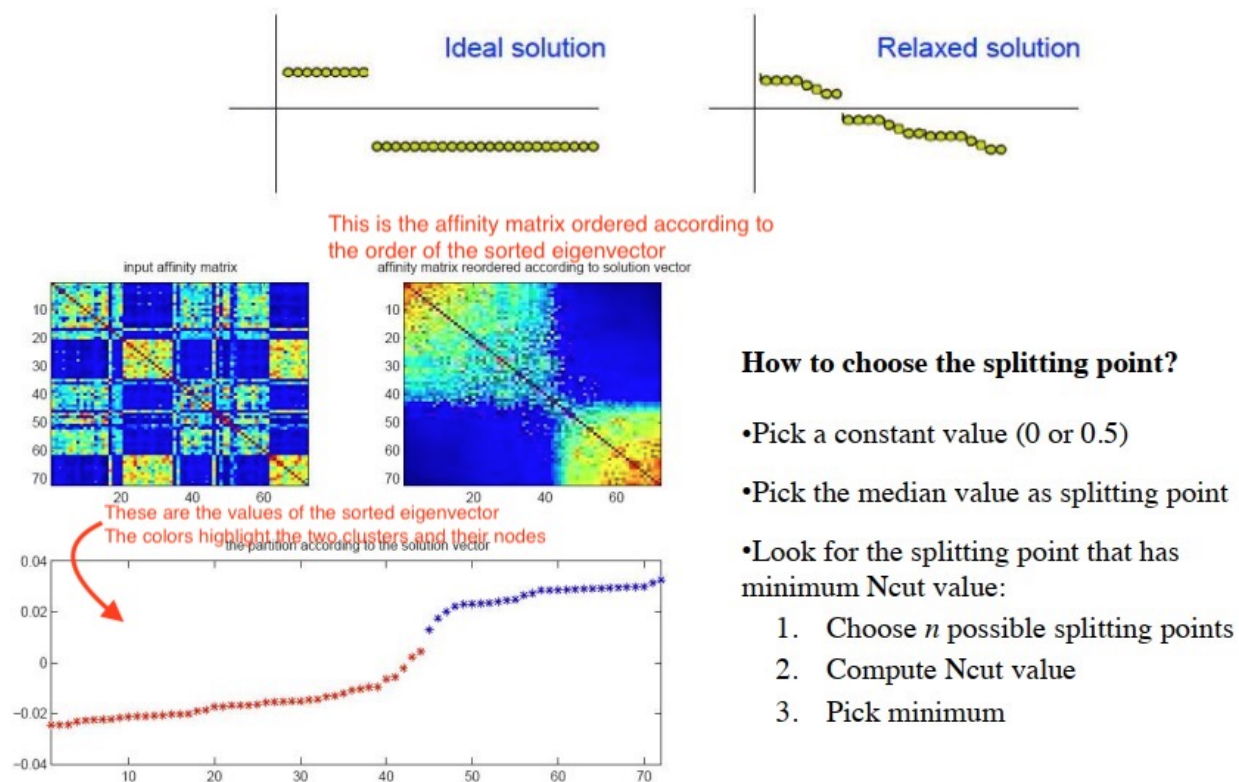 Ideal solution
Relaxed solution
This is the affinity matrix ordered according to
the order of the sorted eigenvector
input affinity matrix
affinity matrix reordered according to solution vector
10
20
30
40
50
60
70
20
40
60
10
20
30
40
50
60
70
20
40
60
These are the values of the sorted eigenvector
The colors highlight the two clusters and their nodes
the partition according to the solution vector
0.04
0.02
0
−0.02
−0.04
10
20
30
40
50
60
70
How to choose the splitting point?
•Pick a constant value (0 or 0.5)
•Pick the median value as splitting point
•Look for the splitting point that has
minimum Ncut value:
1. Choose n possible splitting points
2. Compute Ncut value
3. Pick minimum